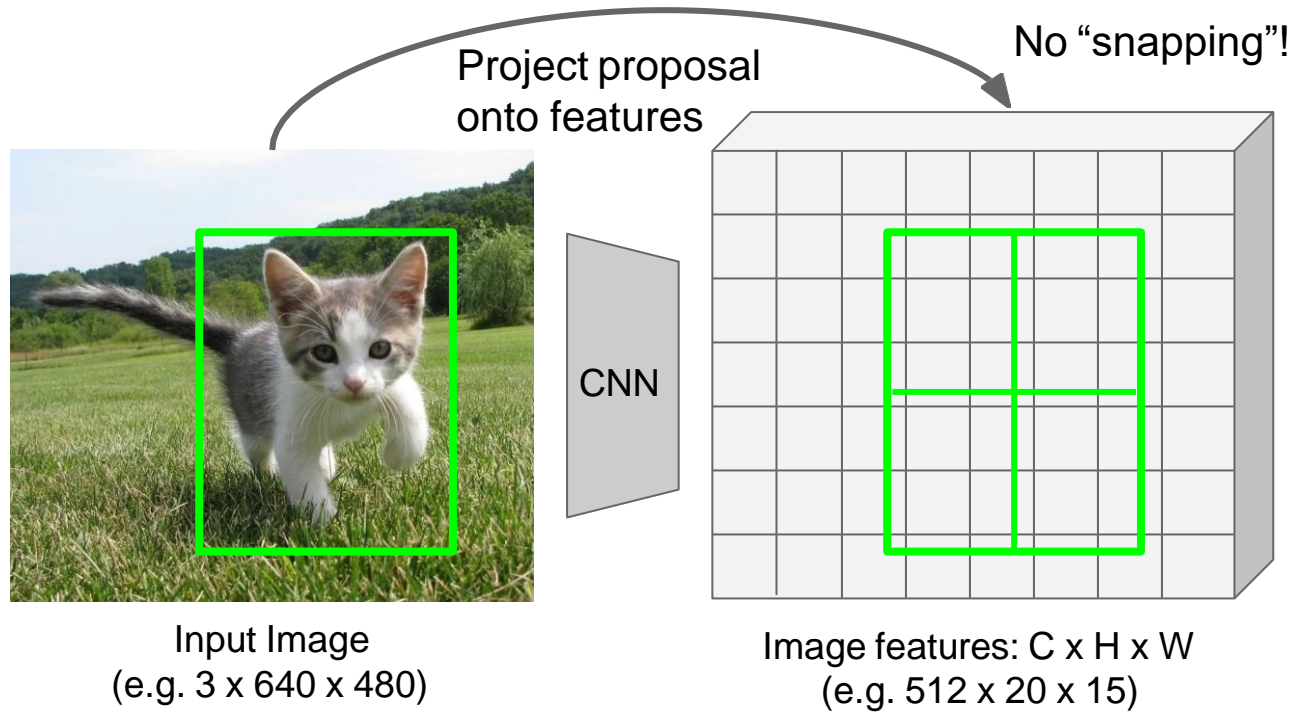 No “snapping”!
Project proposal
onto features
CNN
Input Image
(e.g. 3 x 640 x 480)
Image features: C x H x W
(e.g. 512 x 20 x 15)